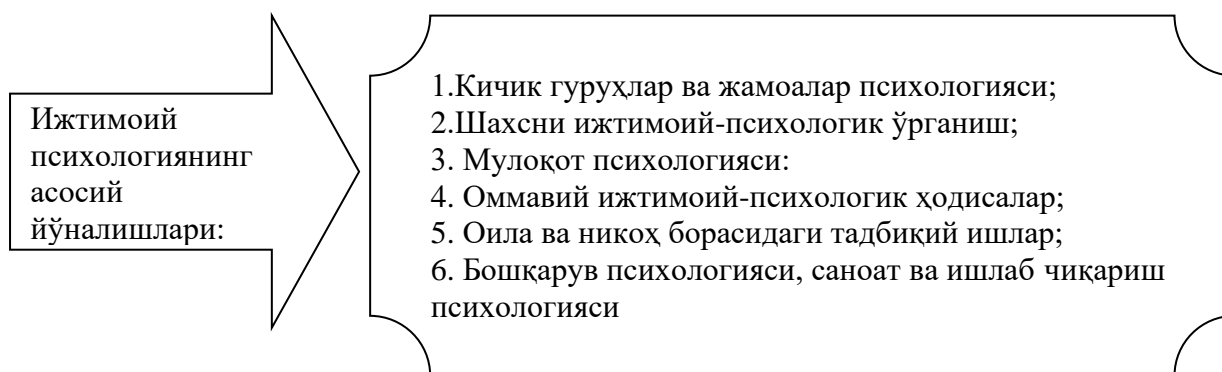 Ижтимоий
психологиянинг
асосий
йўналишлари:
1.Кичик гуруҳлар ва жамоалар психологияси;
2.Шахсни ижтимоий-психологик ўрганиш;
3. Мулоқот психологияси:
4. Оммавий ижтимоий-психологик ҳодисалар;
5. Оила ва никоҳ борасидаги тадбиқий ишлар;
6. Бошқарув психологияси, саноат ва ишлаб чиқариш
психологияси